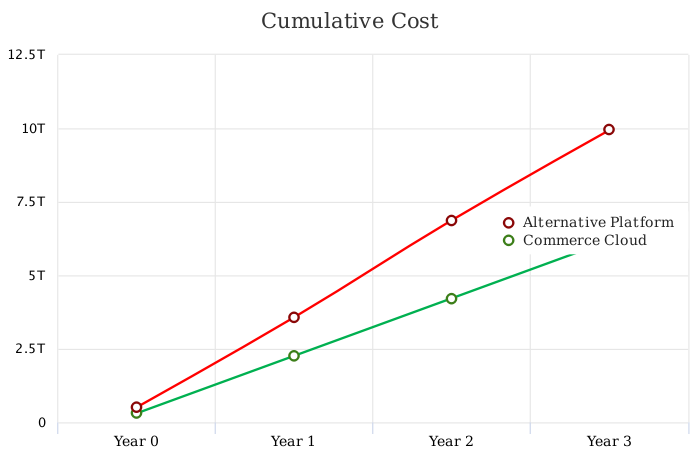 Cumulative Cost
12.5T
10T
7.5T
5T
2.5T
0
Alternative Platform
Commerce Cloud
Year 0 Year 1 Year 2 Year 3